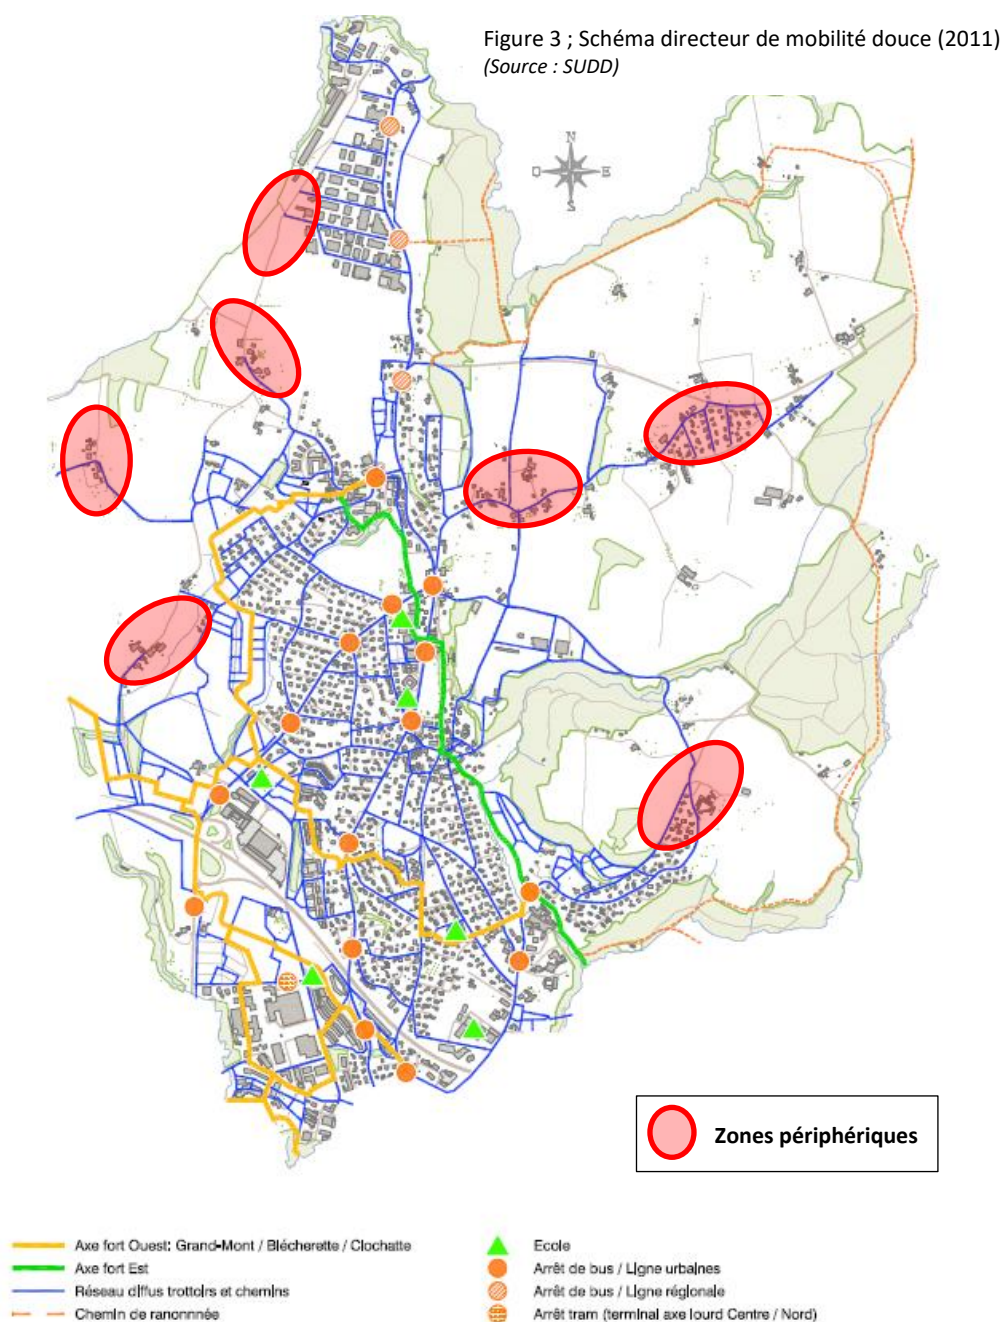 Figure 3 ; Schéma directeur de mobilité douce (2011)
(Source : SUDD)
N
O E
S
Zones périphériques
Axe fort Ouest: Grand-Mont / Blécherette / Clochatte
Axe fort Est
Réseau diffus trottoirs et chemins
Chemin de ranonnnée
Ecole
Arrêt de bus / Ligne urbaines
Arrêt de bus / Ligne régionale
Arrêt tram (terminal axe lourd Centre / Nord)